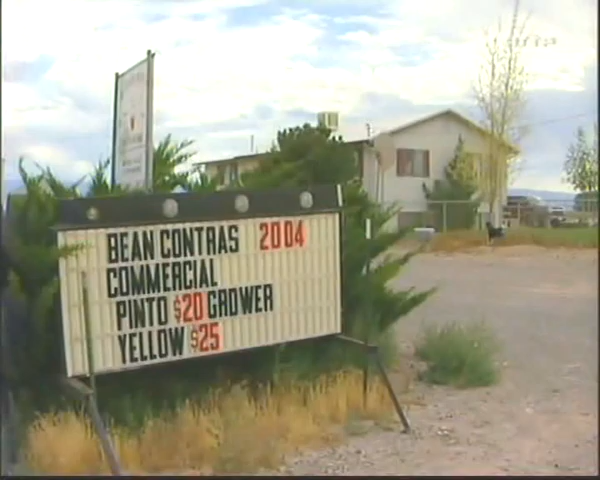 BEAN CONTRAS 2004
COMMERCIAL
PINTO $20 GROWER
YELLOW $25